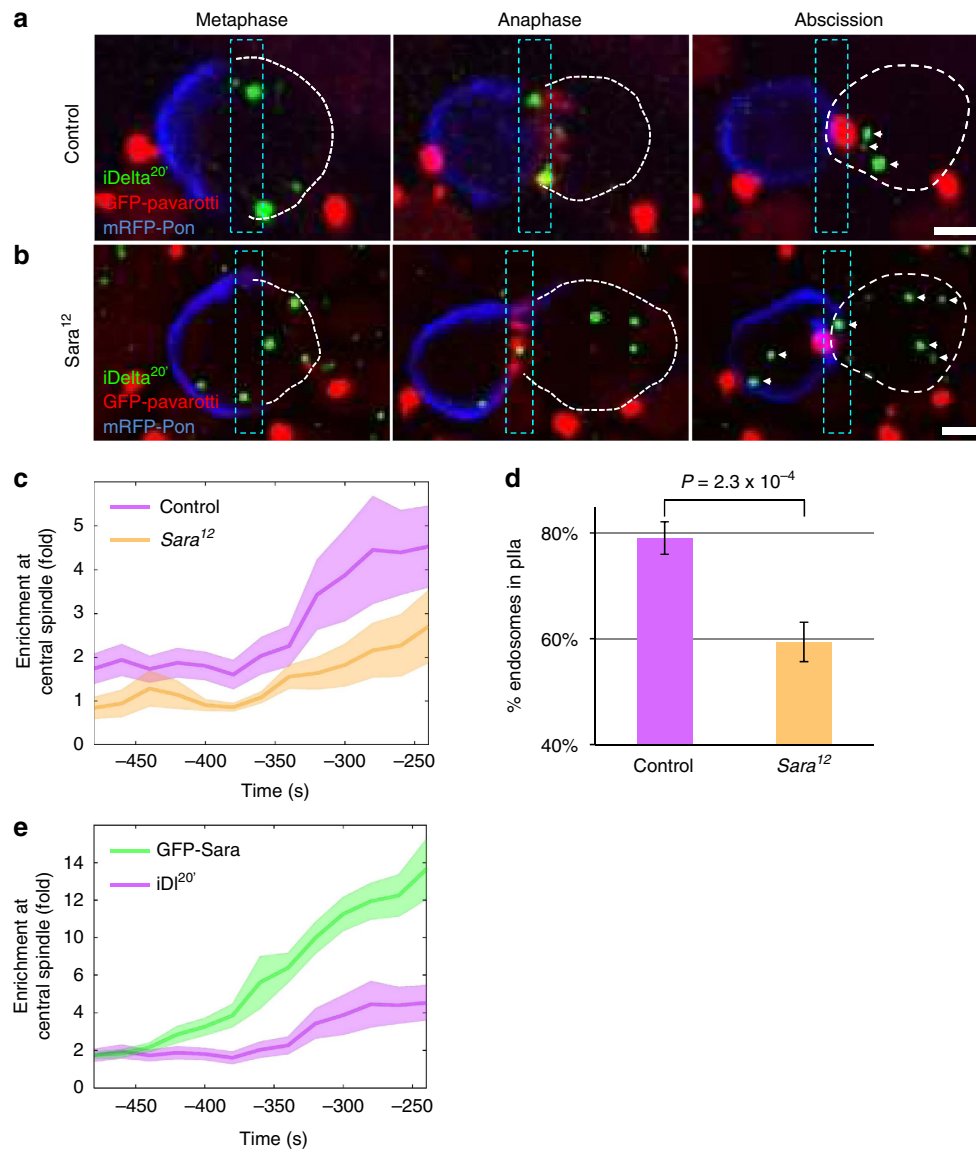 a
Metaphase
Anaphase
Abscission
Control
iDelta20'
GFP-pavarotti
mRFP-Pon
b
Sara12
iDelta20'
GFP-pavarotti
mRFP-Pon
c
Enrichment at
central spindle (fold)
Control
Sara12
5
4
3
2
1
0
–450
–400
–350
–300
–250
Time (s)
d
P = 2.3 x 10–4
% endosomes in pIIa
80%
60%
40%
Control
Sara12
e
Enrichment at
central spindle (fold)
GFP-Sara
iDl20'
14
12
10
8
6
4
2
0
–450
–400
–350
–300
–250
Time (s)